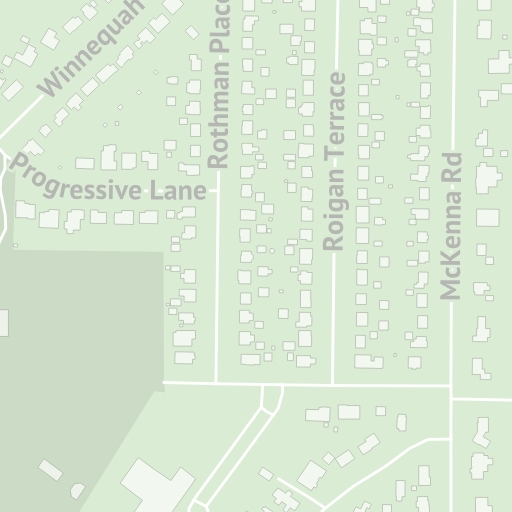 Winnequah
Rothman Place
Roigan Terrace
McKenna Rd
Progressive Lane